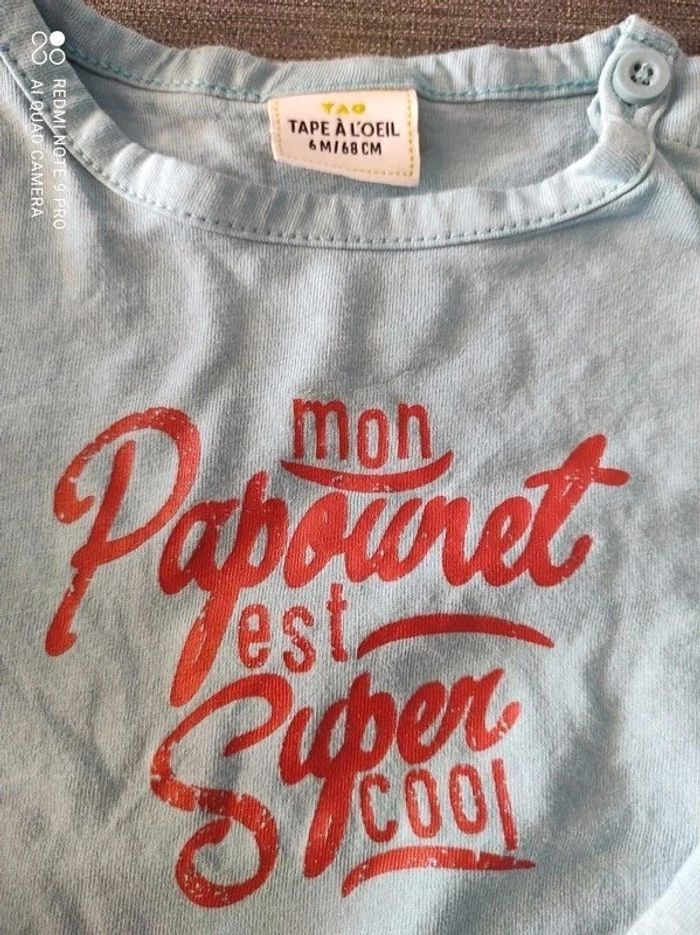 REDMI NOTE 9 PRO
AI QUAD CAMERA
TAO
TAPE À L'OEIL
6 M/68 CM
mon
Papounet
est
Super
cool